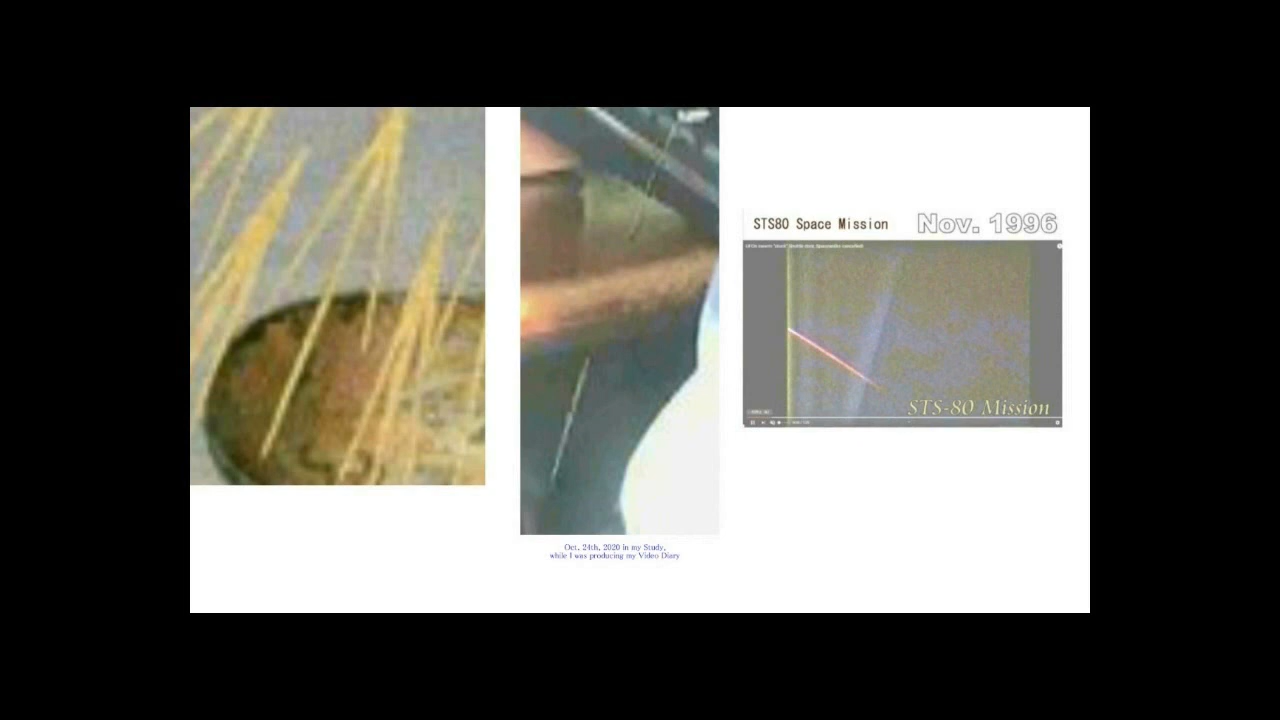 STS80 Space Mission
Nov. 1996
STS-80 Mission
Oct. 24th, 2020 in my Study,
while I was producing my Video Diary